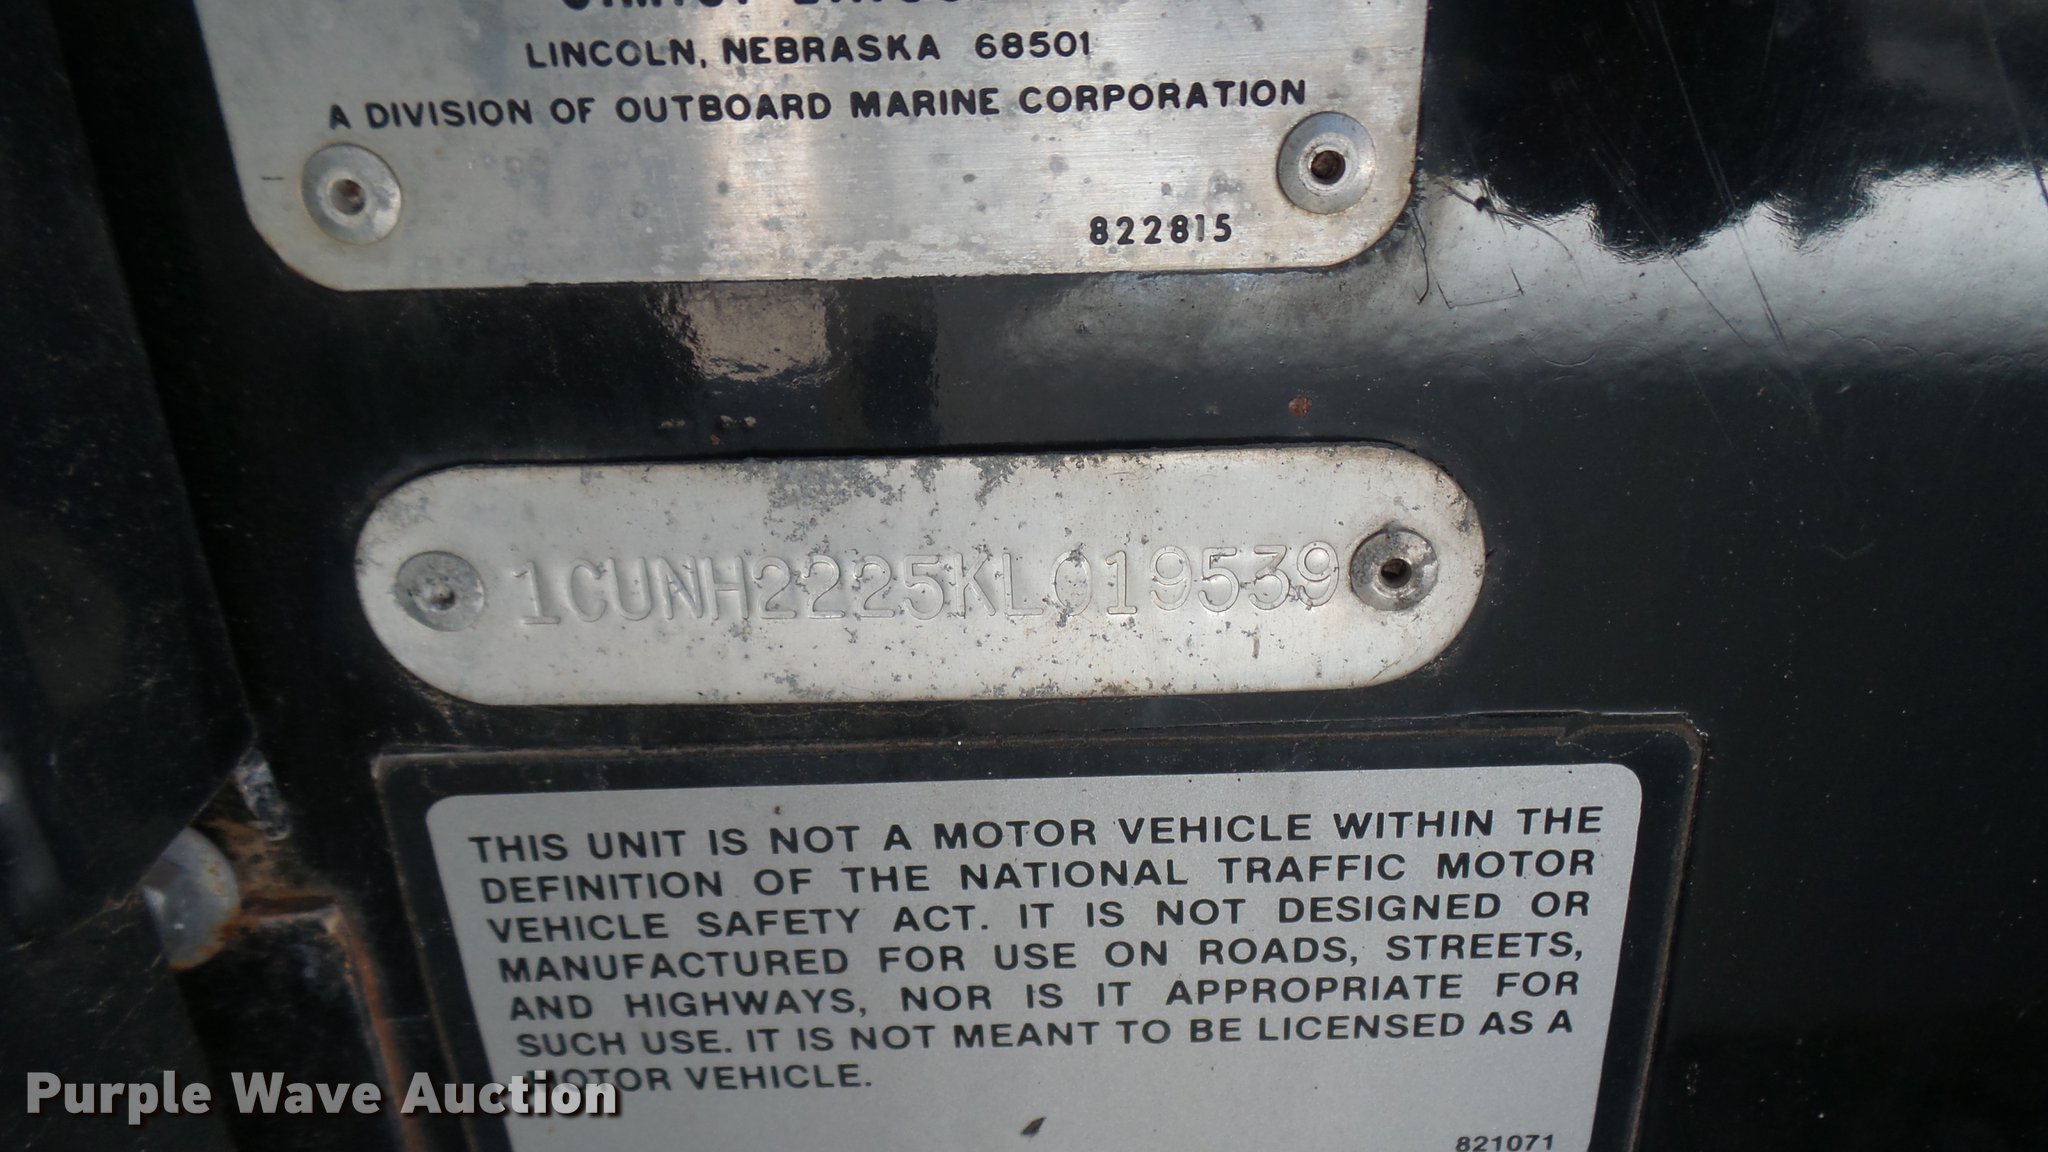 LINCOLN, NEBRASKA 68501
A DIVISION OF OUTBOARD MARINE CORPORATION
822815
1CUNH2225KL019539
THIS UNIT IS NOT A MOTOR VEHICLE WITHIN THE
DEFINITION OF THE NATIONAL TRAFFIC MOTOR
VEHICLE SAFETY ACT. IT IS NOT DESIGNED OR
MANUFACTURED FOR USE ON ROADS, STREETS,
AND HIGHWAYS, NOR IS IT APPROPRIATE FOR
SUCH USE. IT IS NOT MEANT TO BE LICENSED AS A
MOTOR VEHICLE.
821071
Purple Wave Auction